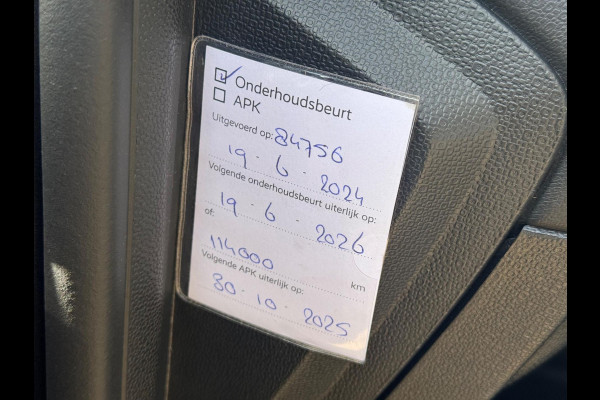 ☑ Onderhoudsbeurt
☐ APK
Uitgevoerd op: 84756
19 . 6 . 2024
Volgende onderhoudsbeurt uiterlijk op:
19 . 6 . 2026
of:
114000 km
Volgende APK uiterlijk op:
30 . 10 . 2025